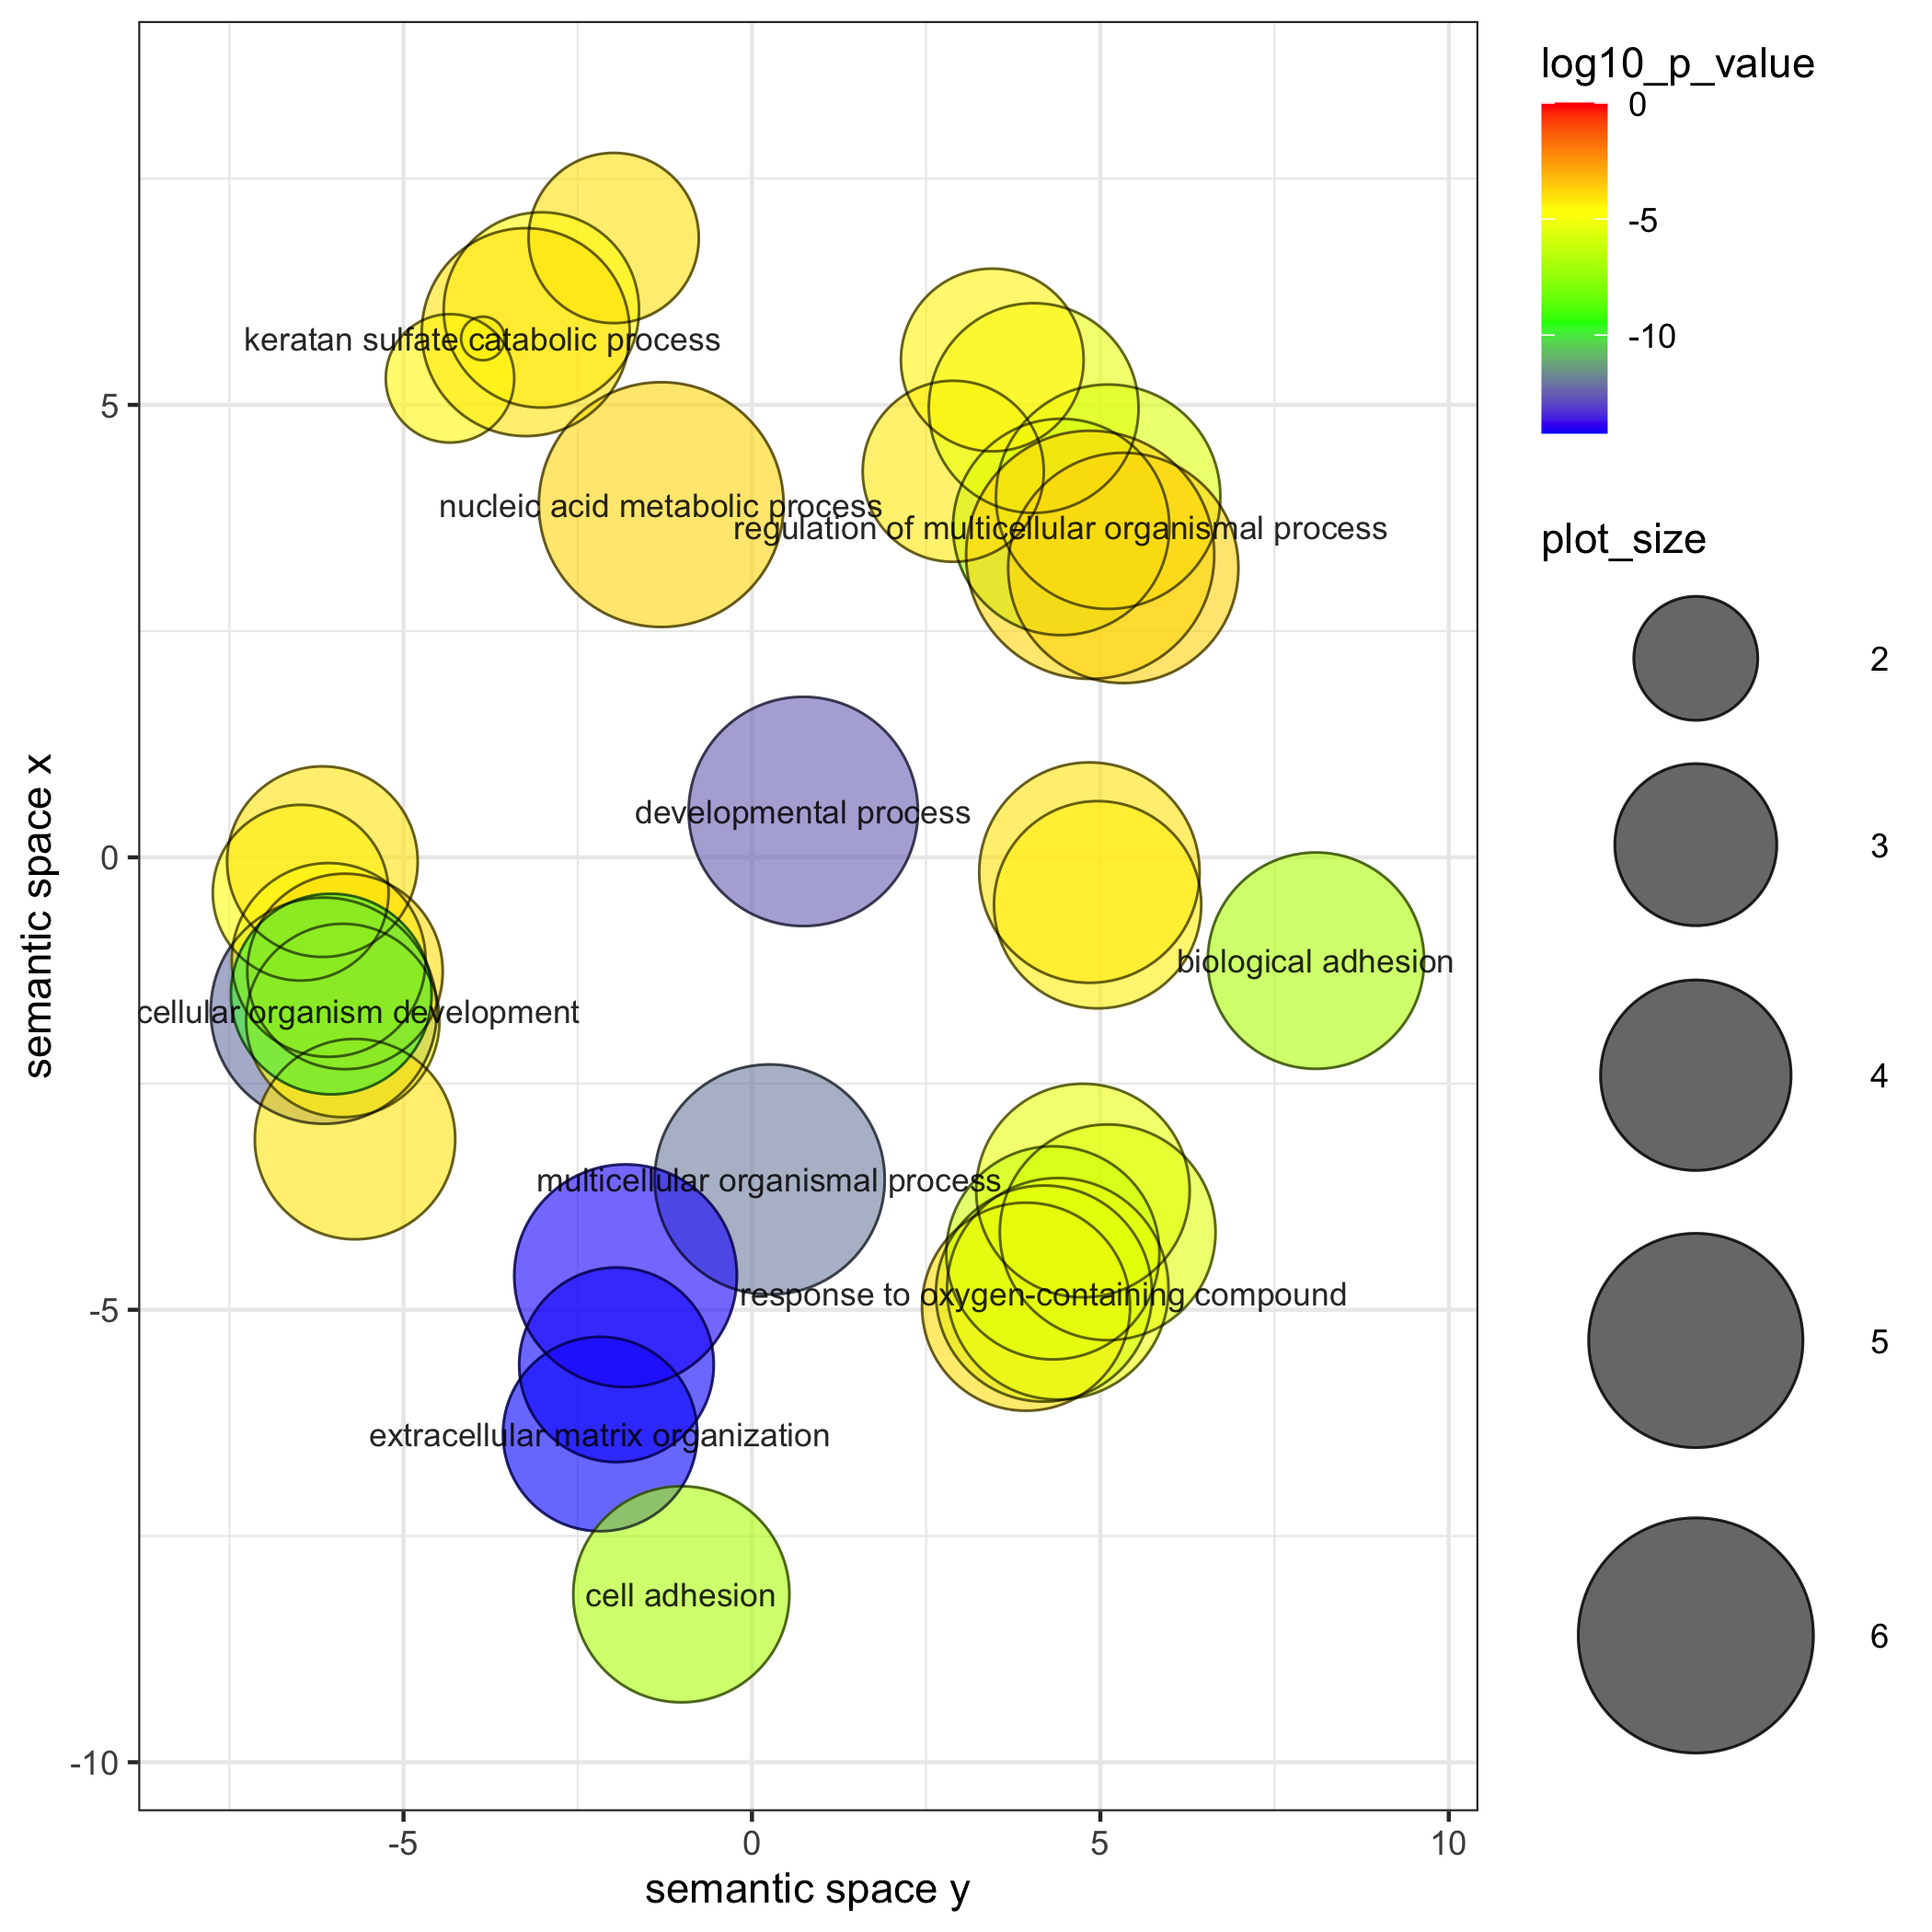 log10_p_value
0
-5
-10
plot_size
2
3
4
5
6
keratan sulfate catabolic process
nucleic acid metabolic process
regulation of multicellular organismal process
developmental process
biological adhesion
cellular organism development
multicellular organismal process
response to oxygen-containing compound
extracellular matrix organization
cell adhesion
semantic space x
5
0
-5
-10
-5
0
5
10
semantic space y